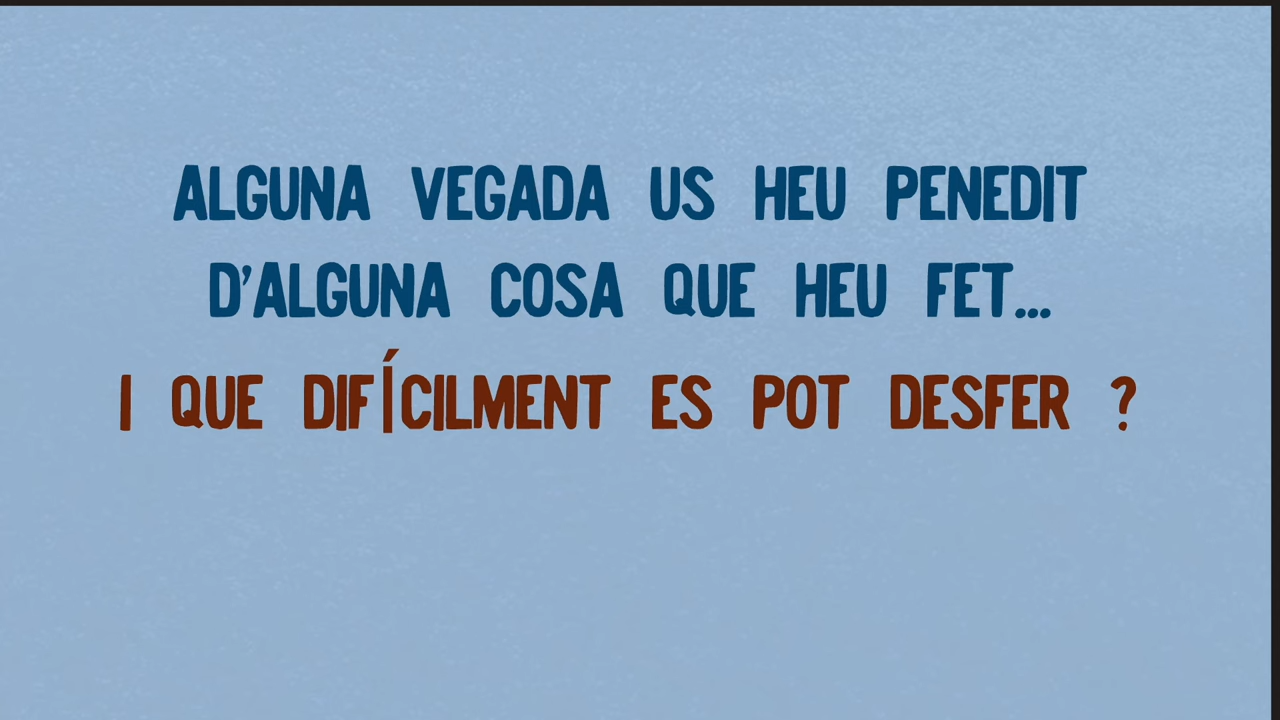 ALGUNA VEGADA US HEU PENEDIT
D'ALGUNA COSA QUE HEU FET...
I QUE DIFÍCILMENT ES POT DESFER ?